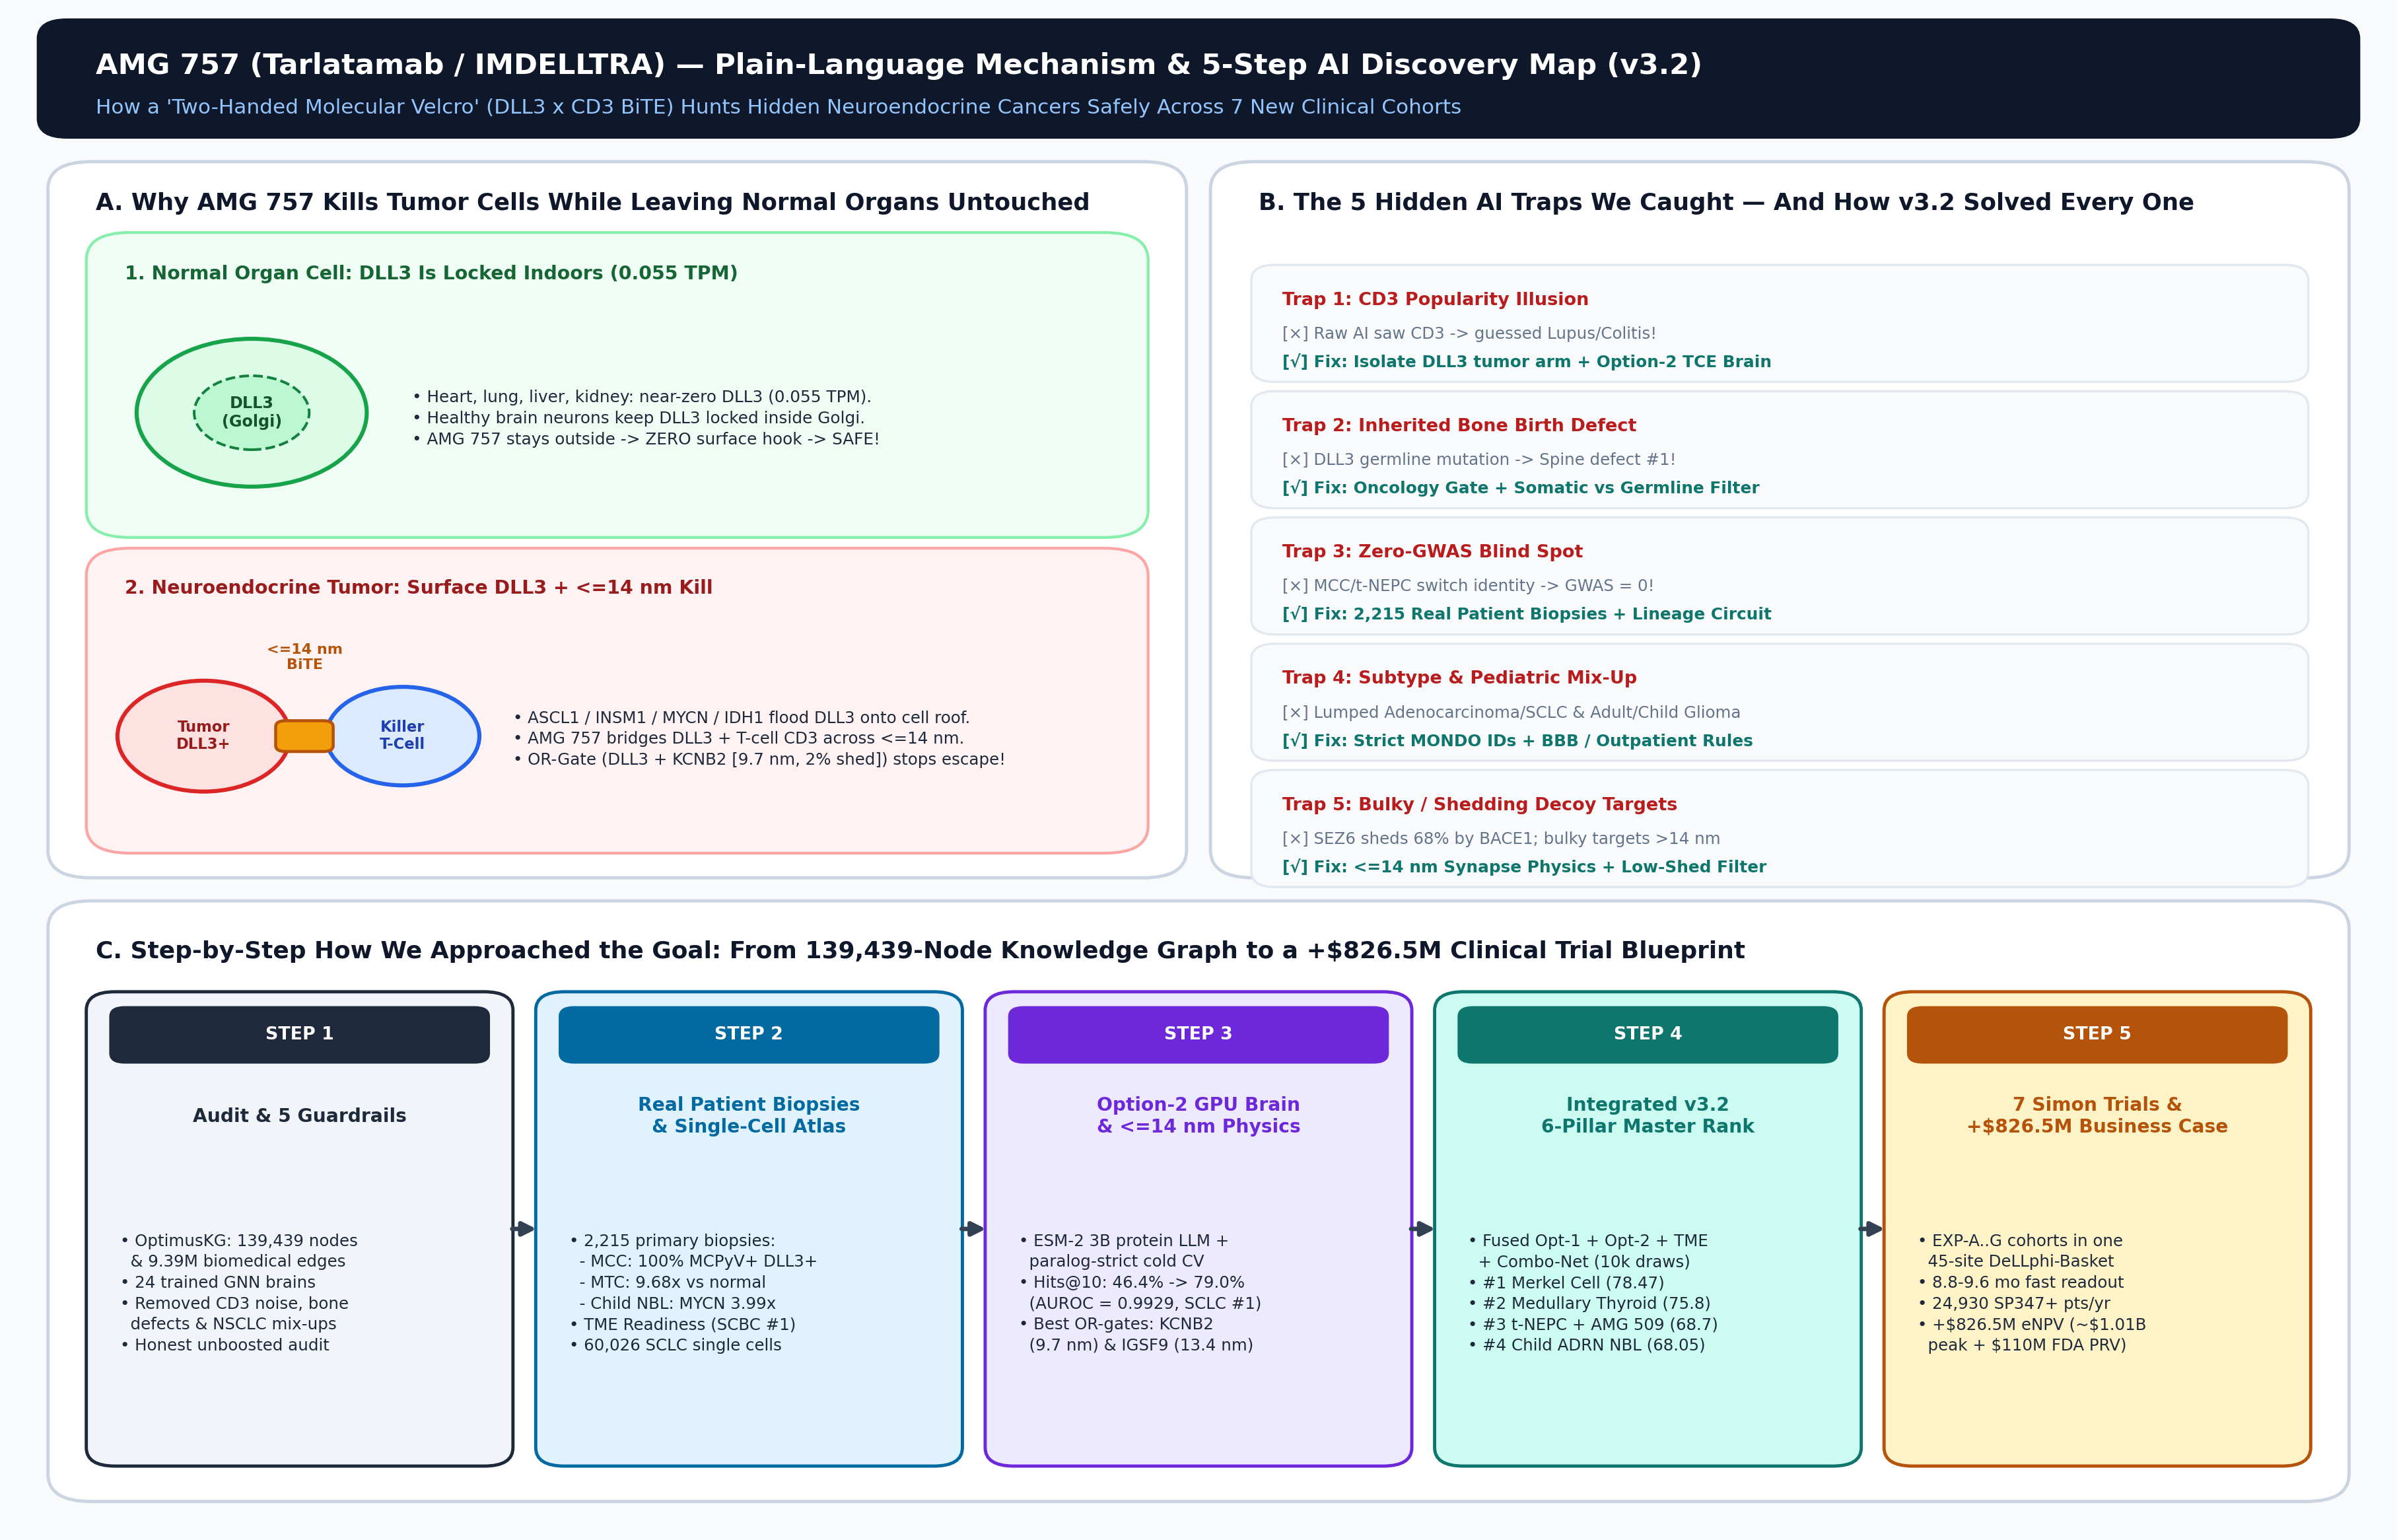 AMG 757 (Tarlatamab / IMDELLTRA) — Plain-Language Mechanism & 5-Step AI Discovery Map (v3.2)
How a 'Two-Handed Molecular Velcro' (DLL3 x CD3 BiTE) Hunts Hidden Neuroendocrine Cancers Safely Across 7 New Clinical Cohorts
A. Why AMG 757 Kills Tumor Cells While Leaving Normal Organs Untouched
1. Normal Organ Cell: DLL3 Is Locked Indoors (0.055 TPM)
DLL3
(Golgi)
• Heart, lung, liver, kidney: near-zero DLL3 (0.055 TPM).
• Healthy brain neurons keep DLL3 locked inside Golgi.
• AMG 757 stays outside -> ZERO surface hook -> SAFE!
2. Neuroendocrine Tumor: Surface DLL3 + <=14 nm Kill
<=14 nm
BiTE
Tumor
DLL3+
Killer
T-Cell
• ASCL1 / INSM1 / MYCN / IDH1 flood DLL3 onto cell roof.
• AMG 757 bridges DLL3 + T-cell CD3 across <=14 nm.
• OR-Gate (DLL3 + KCNB2 [9.7 nm, 2% shed]) stops escape!
B. The 5 Hidden AI Traps We Caught — And How v3.2 Solved Every One
Trap 1: CD3 Popularity Illusion
[×] Raw AI saw CD3 -> guessed Lupus/Colitis!
[√] Fix: Isolate DLL3 tumor arm + Option-2 TCE Brain
Trap 2: Inherited Bone Birth Defect
[×] DLL3 germline mutation -> Spine defect #1!
[√] Fix: Oncology Gate + Somatic vs Germline Filter
Trap 3: Zero-GWAS Blind Spot
[×] MCC/t-NEPC switch identity -> GWAS = 0!
[√] Fix: 2,215 Real Patient Biopsies + Lineage Circuit
Trap 4: Subtype & Pediatric Mix-Up
[×] Lumped Adenocarcinoma/SCLC & Adult/Child Glioma
[√] Fix: Strict MONDO IDs + BBB / Outpatient Rules
Trap 5: Bulky / Shedding Decoy Targets
[×] SEZ6 sheds 68% by BACE1; bulky targets >14 nm
[√] Fix: <=14 nm Synapse Physics + Low-Shed Filter
C. Step-by-Step How We Approached the Goal: From 139,439-Node Knowledge Graph to a +$826.5M Clinical Trial Blueprint
STEP 1
Audit & 5 Guardrails
• OptimusKG: 139,439 nodes
& 9.39M biomedical edges
• 24 trained GNN brains
• Removed CD3 noise, bone
defects & NSCLC mix-ups
• Honest unboosted audit
STEP 2
Real Patient Biopsies
& Single-Cell Atlas
• 2,215 primary biopsies:
- MCC: 100% MCPyV+ DLL3+
- MTC: 9.68x vs normal
- Child NBL: MYCN 3.99x
• TME Readiness (SCBC #1)
• 60,026 SCLC single cells
STEP 3
Option-2 GPU Brain
& <=14 nm Physics
• ESM-2 3B protein LLM +
paralog-strict cold CV
• Hits@10: 46.4% -> 79.0%
(AUROC = 0.9929, SCLC #1)
• Best OR-gates: KCNB2
(9.7 nm) & IGSF9 (13.4 nm)
STEP 4
Integrated v3.2
6-Pillar Master Rank
• Fused Opt-1 + Opt-2 + TME
+ Combo-Net (10k draws)
• #1 Merkel Cell (78.47)
• #2 Medullary Thyroid (75.8)
• #3 t-NEPC + AMG 509 (68.7)
• #4 Child ADRN NBL (68.05)
STEP 5
7 Simon Trials &
+$826.5M Business Case
• EXP-A..G cohorts in one
45-site DeLLphi-Basket
• 8.8-9.6 mo fast readout
• 24,930 SP347+ pts/yr
• +$826.5M eNPV (~$1.01B
peak + $110M FDA PRV)